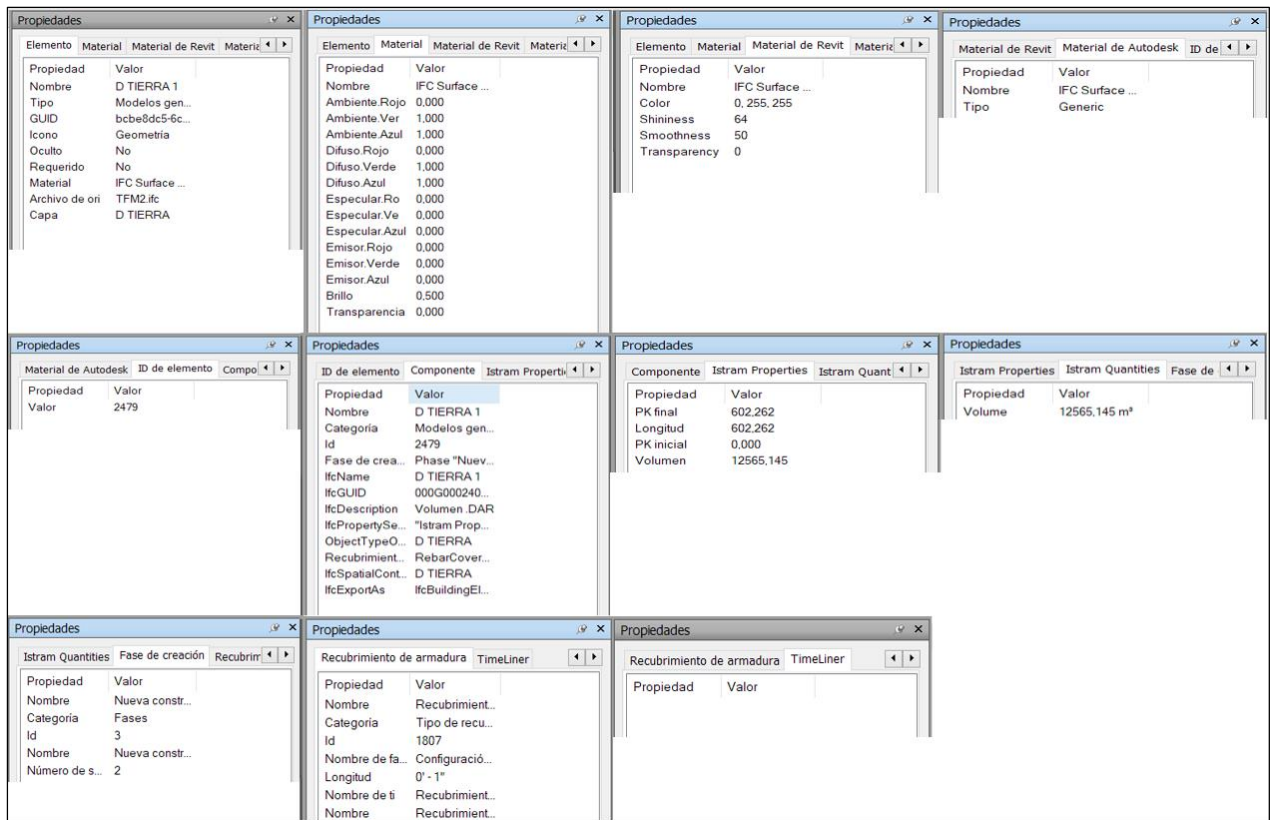 Propiedades
Elemento Material Material de Revit Materia
Propiedad Valor
Nombre D TIERRA 1
Tipo Modelos gen...
GUID bcbe8dc5-6c...
Icono Geometría
Oculto No
Requerido No
Material IFC Surface ...
Archivo de ori TFM2.ifc
Capa D TIERRA
Propiedades
Elemento Material Material de Revit Materia
Propiedad Valor
Nombre IFC Surface ...
Ambiente.Rojo 0,000
Ambiente.Ver 1,000
Ambiente.Azul 1,000
Difuso.Rojo 0,000
Difuso.Verde 1,000
Difuso.Azul 1,000
Especular.Ro 0,000
Especular.Ve 0,000
Especular.Azul 0,000
Emisor.Rojo 0,000
Emisor.Verde 0,000
Emisor.Azul 0,000
Brillo 0,500
Transparencia 0,000
Propiedades
Elemento Material Material de Revit Materia
Propiedad Valor
Nombre IFC Surface ...
Color 0, 255, 255
Shininess 64
Smoothness 50
Transparency 0
Propiedades
Material de Revit Material de Autodesk ID de
Propiedad Valor
Nombre IFC Surface ...
Tipo Generic
Propiedades
Material de Autodesk ID de elemento Compo
Propiedad Valor
Valor 2479
Propiedades
ID de elemento Componente Istram Properti
Propiedad Valor
Nombre D TIERRA 1
Categoría Modelos gen...
Id 2479
Fase de crea... Phase "Nuev...
IfcName D TIERRA 1
IfcGUID 000G000240...
IfcDescription Volumen .DAR
IfcPropertySe... "Istram Prop...
ObjectTypeO... D TIERRA
Recubrimient... RebarCover...
IfcSpatialCont... D TIERRA
IfcExportAs IfcBuildingEl...
Propiedades
Componente Istram Properties Istram Quant
Propiedad Valor
PK final 602,262
Longitud 602,262
PK inicial 0,000
Volumen 12565,145
Propiedades
Istram Properties Istram Quantities Fase de
Propiedad Valor
Volume 12565,145 m³
Propiedades
Istram Quantities Fase de creación Recubrim
Propiedad Valor
Nombre Nueva constr...
Categoría Fases
Id 3
Nombre Nueva constr...
Número de s... 2
Propiedades
Recubrimiento de armadura TimeLiner
Propiedad Valor
Nombre Recubrimient...
Categoría Tipo de recu...
Id 1807
Nombre de fa... Configuració...
Longitud 0' - 1"
Nombre de ti Recubrimient...
Nombre Recubrimient...
Propiedades
Recubrimiento de armadura TimeLiner
Propiedad Valor